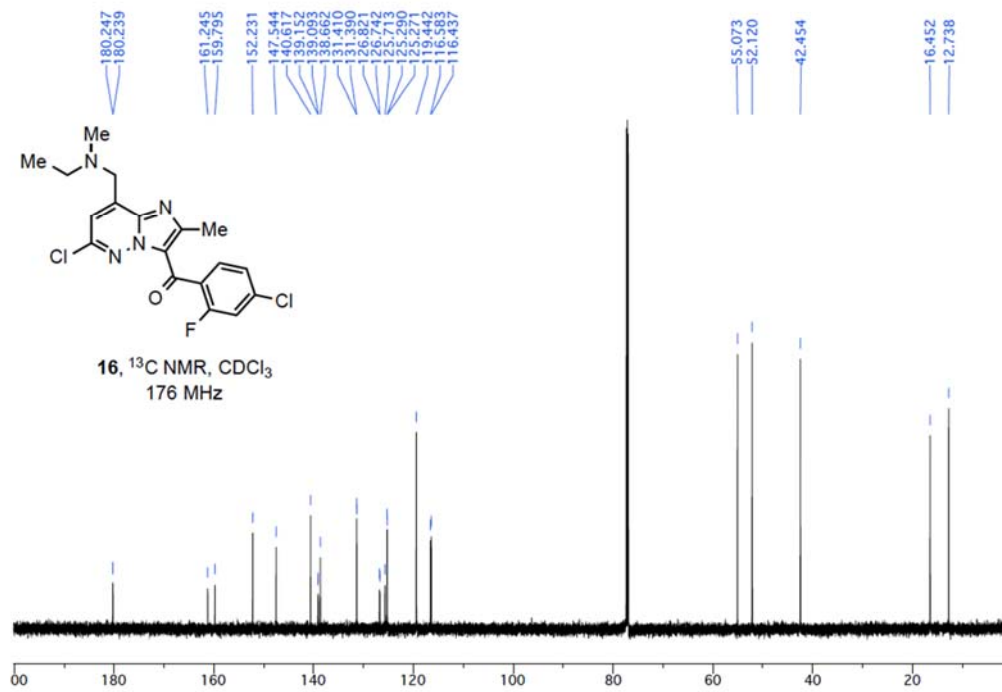 180.247
180.239
161.245
159.795
152.231
147.544
140.617
139.152
139.093
138.662
131.410
131.390
126.821
126.742
125.713
125.290
125.271
119.442
116.583
116.437
55.073
52.120
42.454
16.452
12.738
Me
Me
N
N
Me
N
Cl
N
O
Cl
F
16, ¹³C NMR, CDCl₃
176 MHz
00 180 160 140 120 100 80 60 40 20